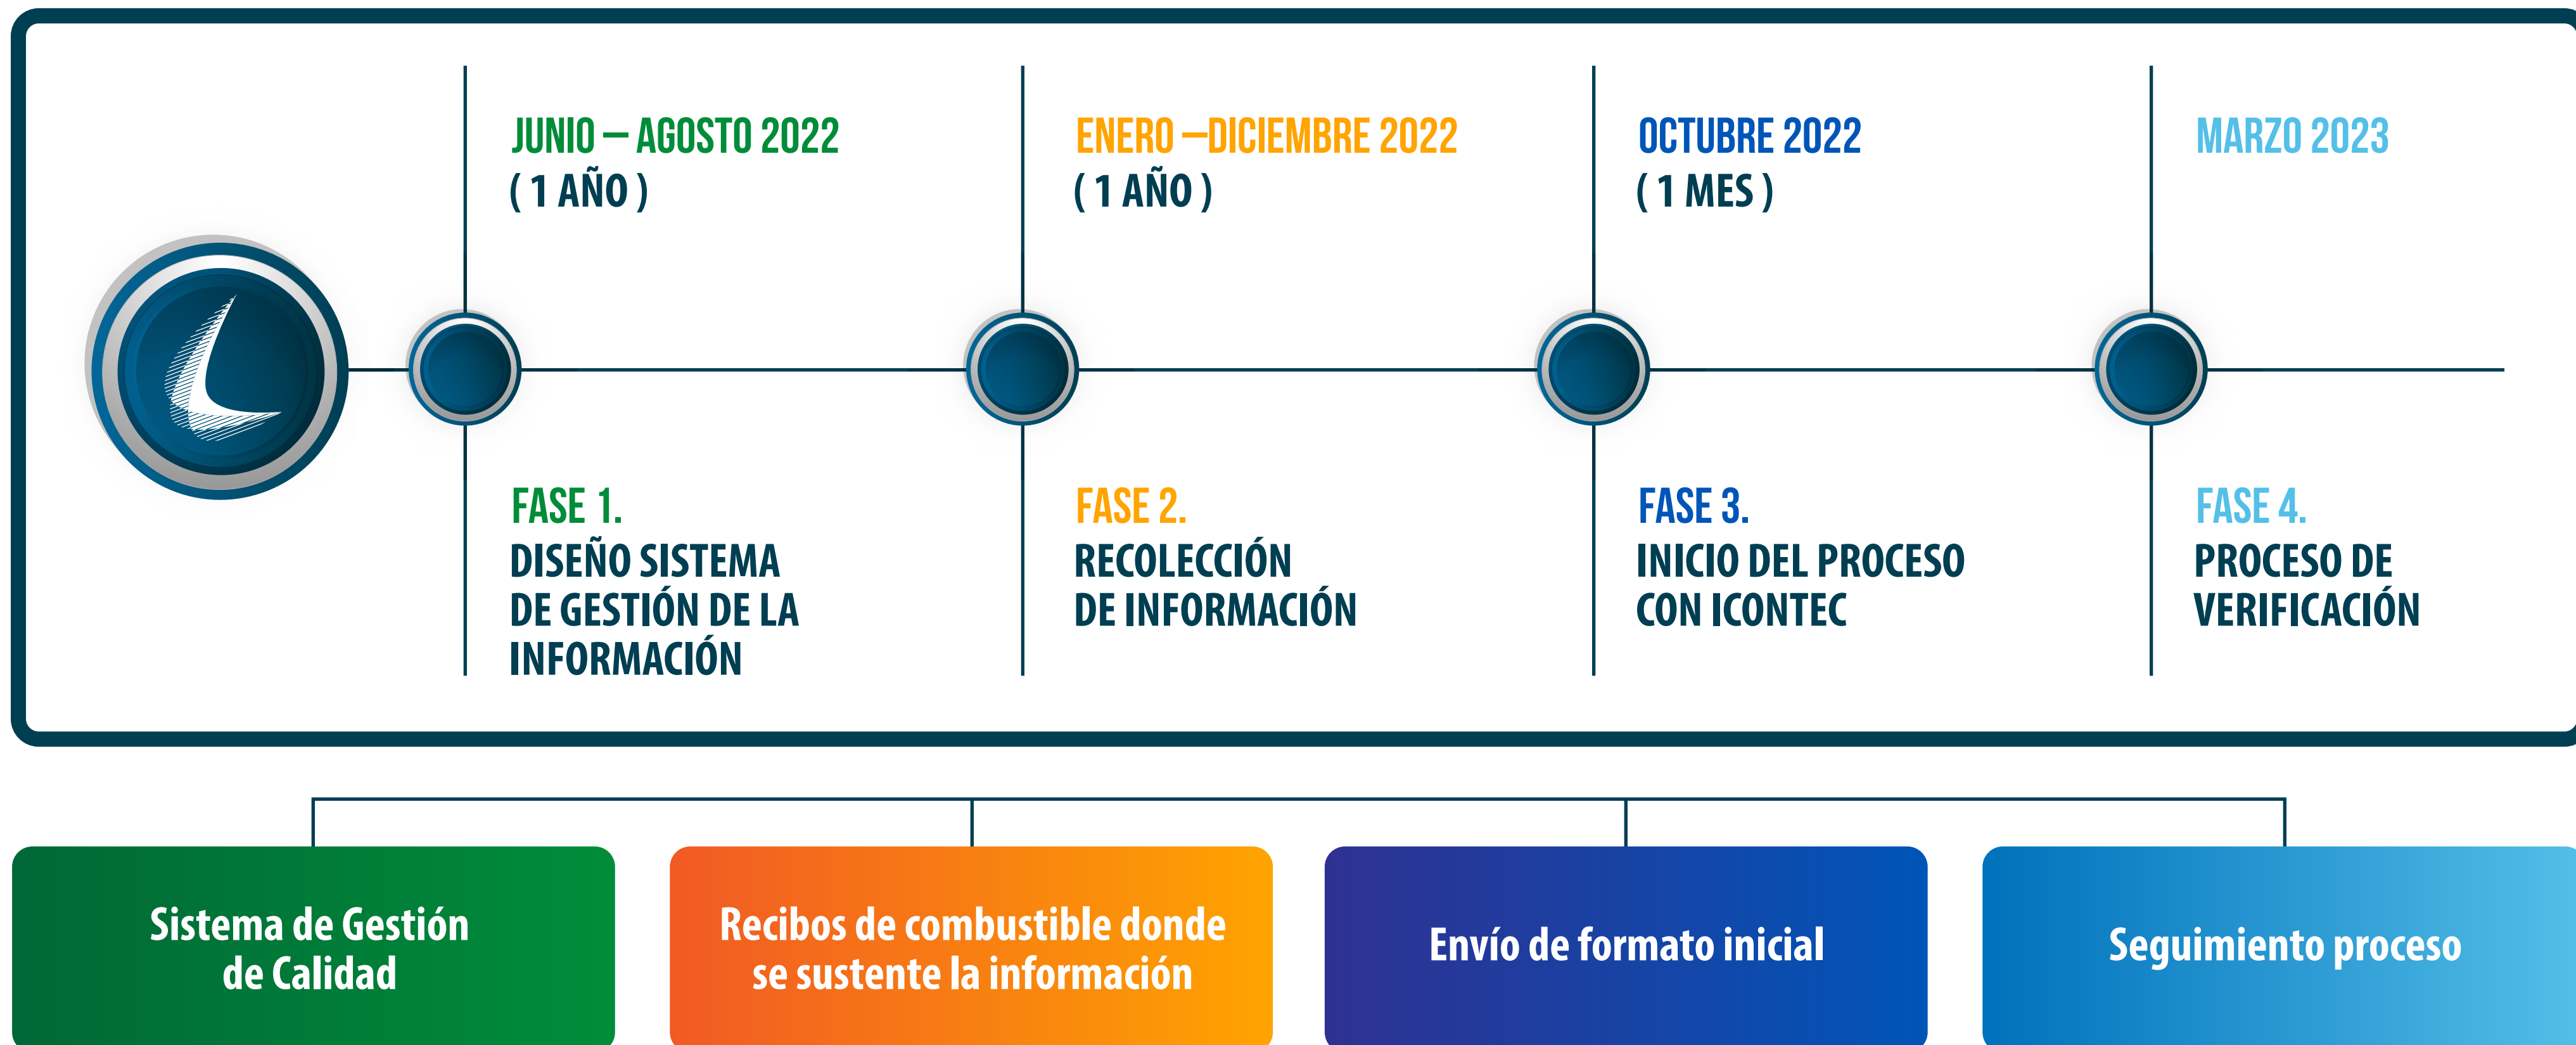 JUNIO – AGOSTO 2022
( 1 AÑO )
ENERO –DICIEMBRE 2022
( 1 AÑO )
OCTUBRE 2022
( 1 MES )
MARZO 2023
FASE 1.
DISEÑO SISTEMA
DE GESTIÓN DE LA
INFORMACIÓN
FASE 2.
RECOLECCIÓN
DE INFORMACIÓN
FASE 3.
INICIO DEL PROCESO
CON ICONTEC
FASE 4.
PROCESO DE
VERIFICACIÓN
Sistema de Gestión
de Calidad
Recibos de combustible donde
se sustente la información
Envío de formato inicial
Seguimiento proceso